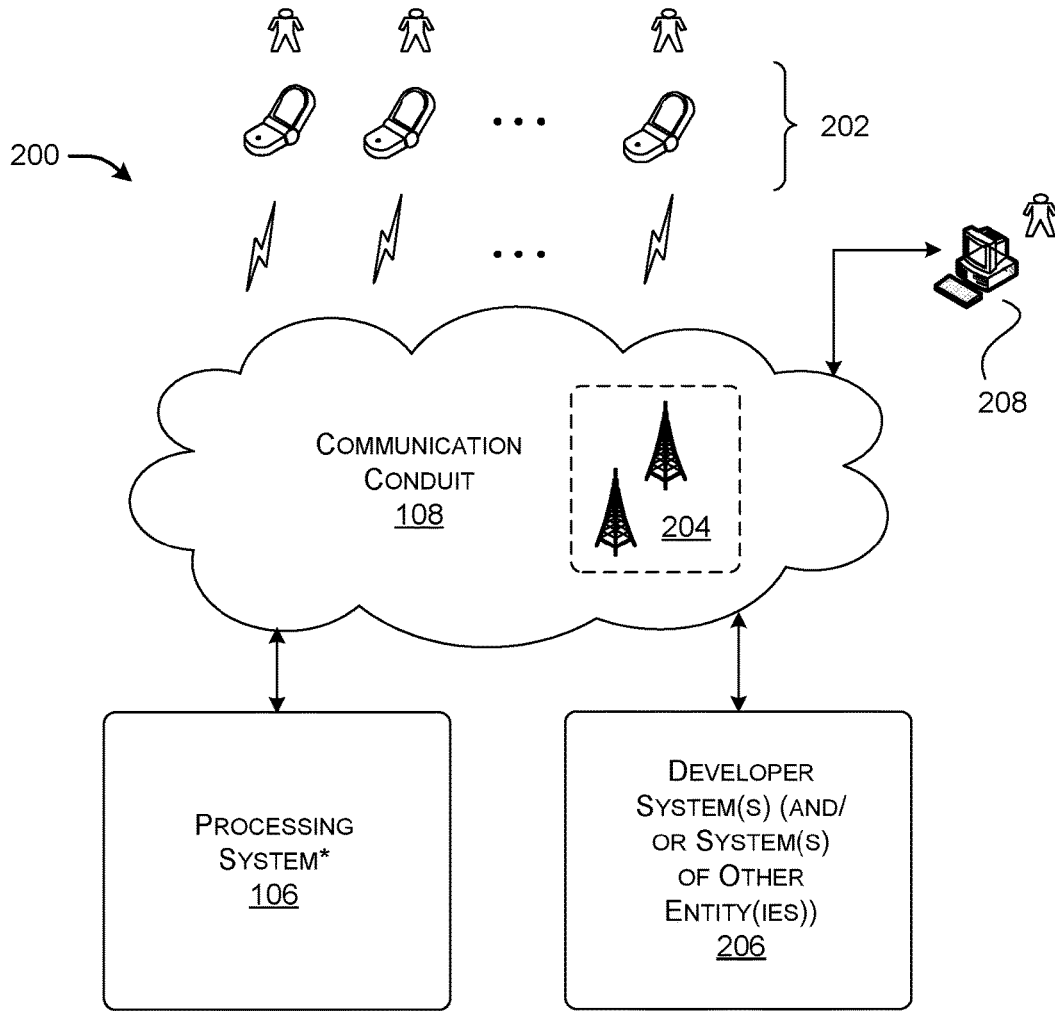 200
202
208
COMMUNICATION
CONDUIT
108
204
PROCESSING
SYSTEM*
106
DEVELOPER
SYSTEM(S) (AND/
OR SYSTEM(S)
OF OTHER
ENTITY(IES))
206